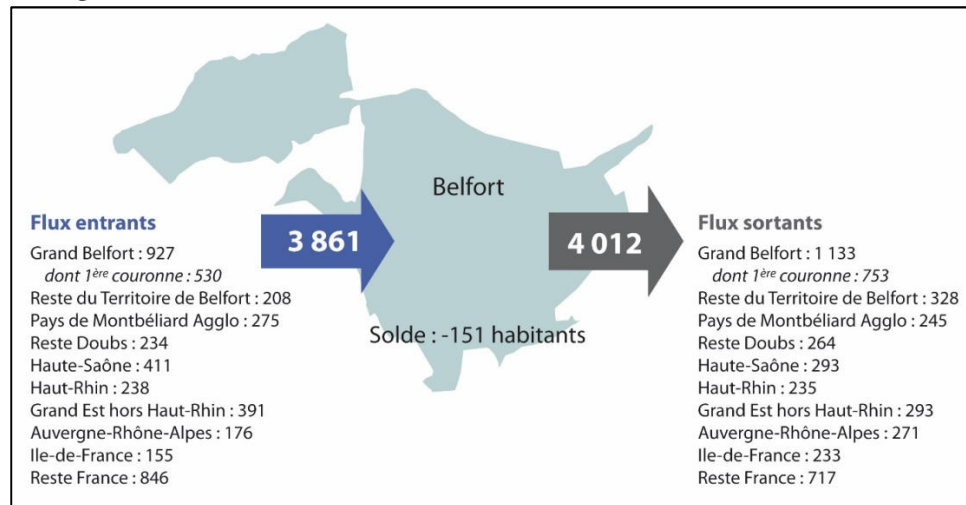 Belfort
Flux entrants
Grand Belfort : 927
dont 1ère couronne : 530
Reste du Territoire de Belfort : 208
Pays de Montbéliard Agglo : 275
Reste Doubs : 234
Haute-Saône : 411
Haut-Rhin : 238
Grand Est hors Haut-Rhin : 391
Auvergne-Rhône-Alpes : 176
Ile-de-France : 155
Reste France : 846
3 861
Solde : -151 habitants
4 012
Flux sortants
Grand Belfort : 1 133
dont 1ère couronne : 753
Reste du Territoire de Belfort : 328
Pays de Montbéliard Agglo : 245
Reste Doubs : 264
Haute-Saône : 293
Haut-Rhin : 235
Grand Est hors Haut-Rhin : 293
Auvergne-Rhône-Alpes : 271
Ile-de-France : 233
Reste France : 717